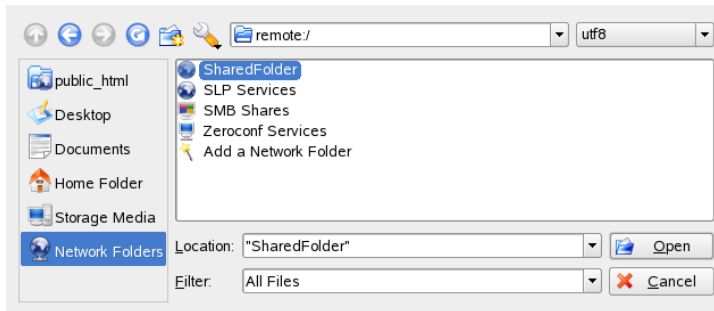 remote:/
utf8
public_html
Desktop
Documents
Home Folder
Storage Media
Network Folders
SharedFolder
SLP Services
SMB Shares
Zeroconf Services
Add a Network Folder
Location: "SharedFolder"
Open
Filter: All Files
Cancel